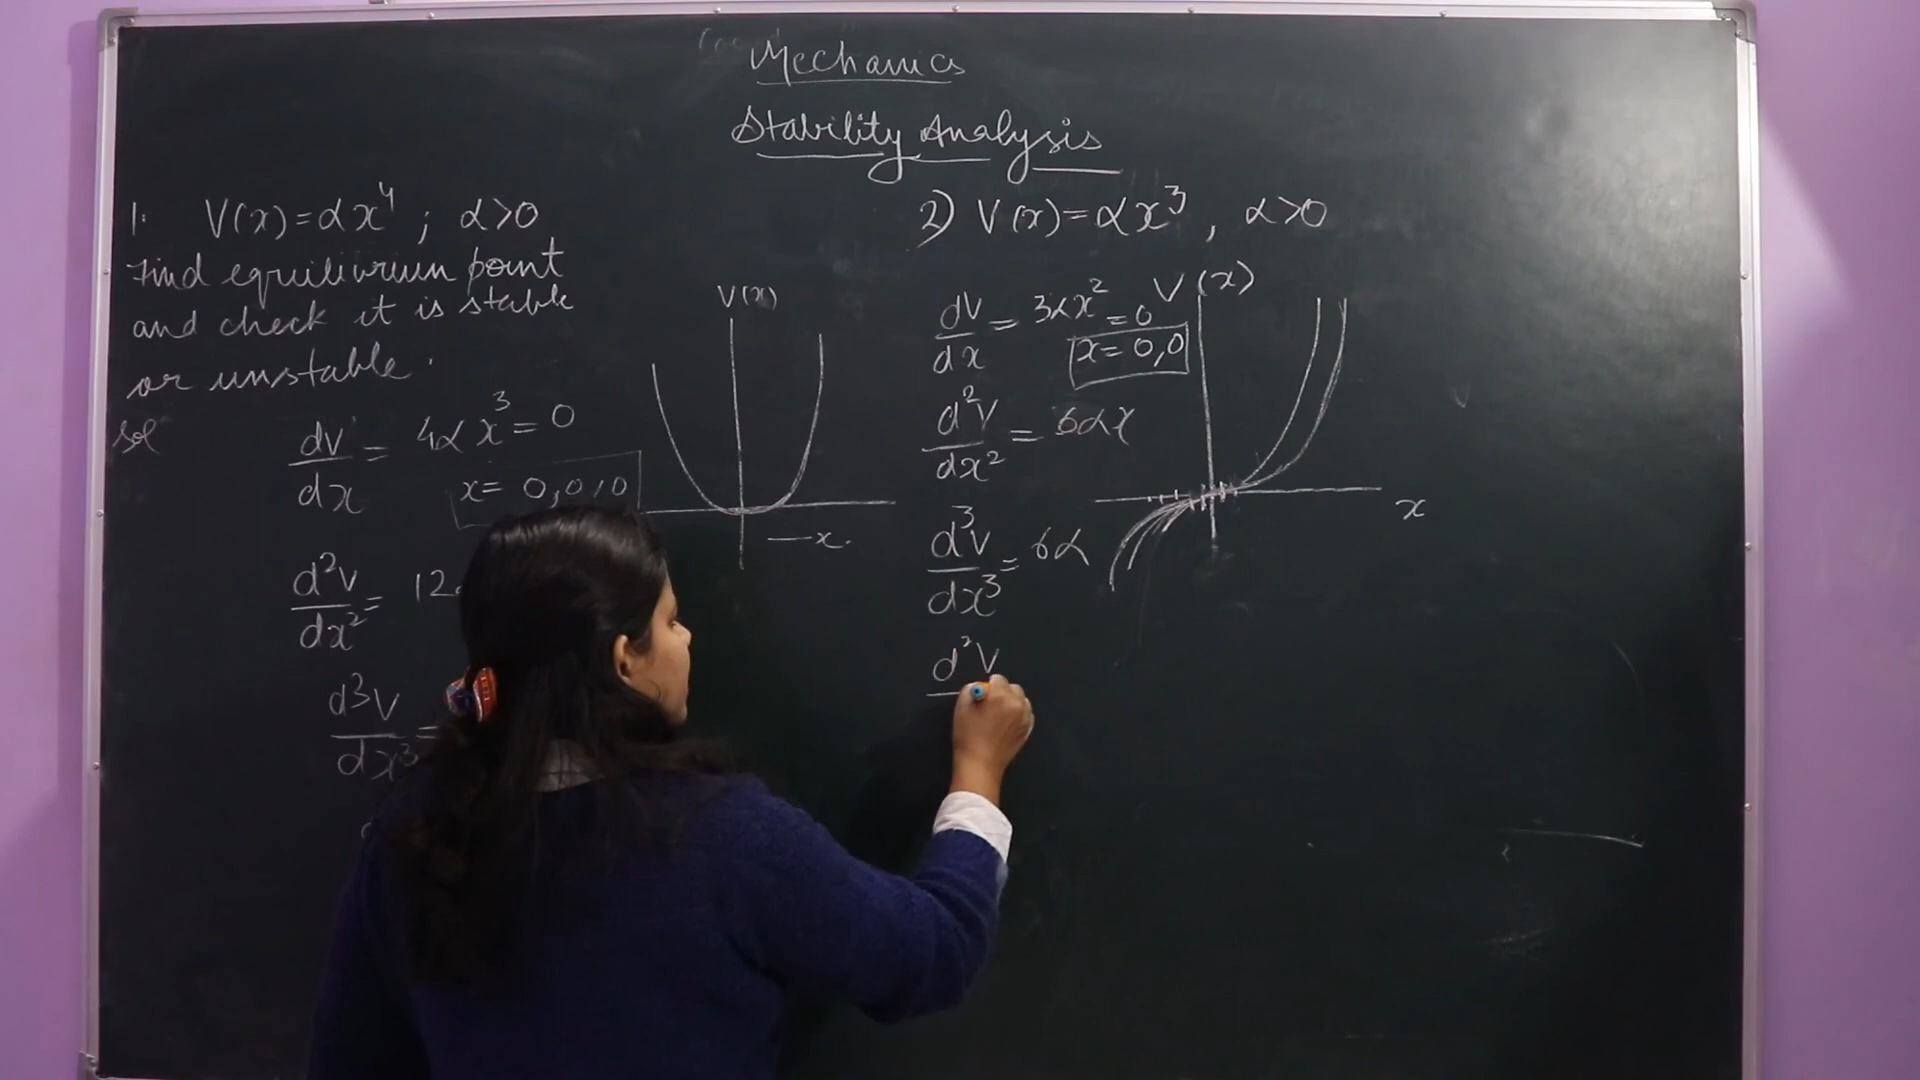 Mechanics
Stability Analysis
1. V(x)=αx⁴ ; α>0
Find equilibrium point
and check it is stable
or unstable.
sol
dV/dx = 4αx³ = 0
x= 0,0,0
d²V/dx² = 12
d³V/dx³ =
V(x)
x
2) V(x)=αx³ , α>0
dV/dx = 3αx² = 0
x= 0,0
d²V/dx² = 6αx
d³V/dx³ = 6α
d²V
V(x)
x